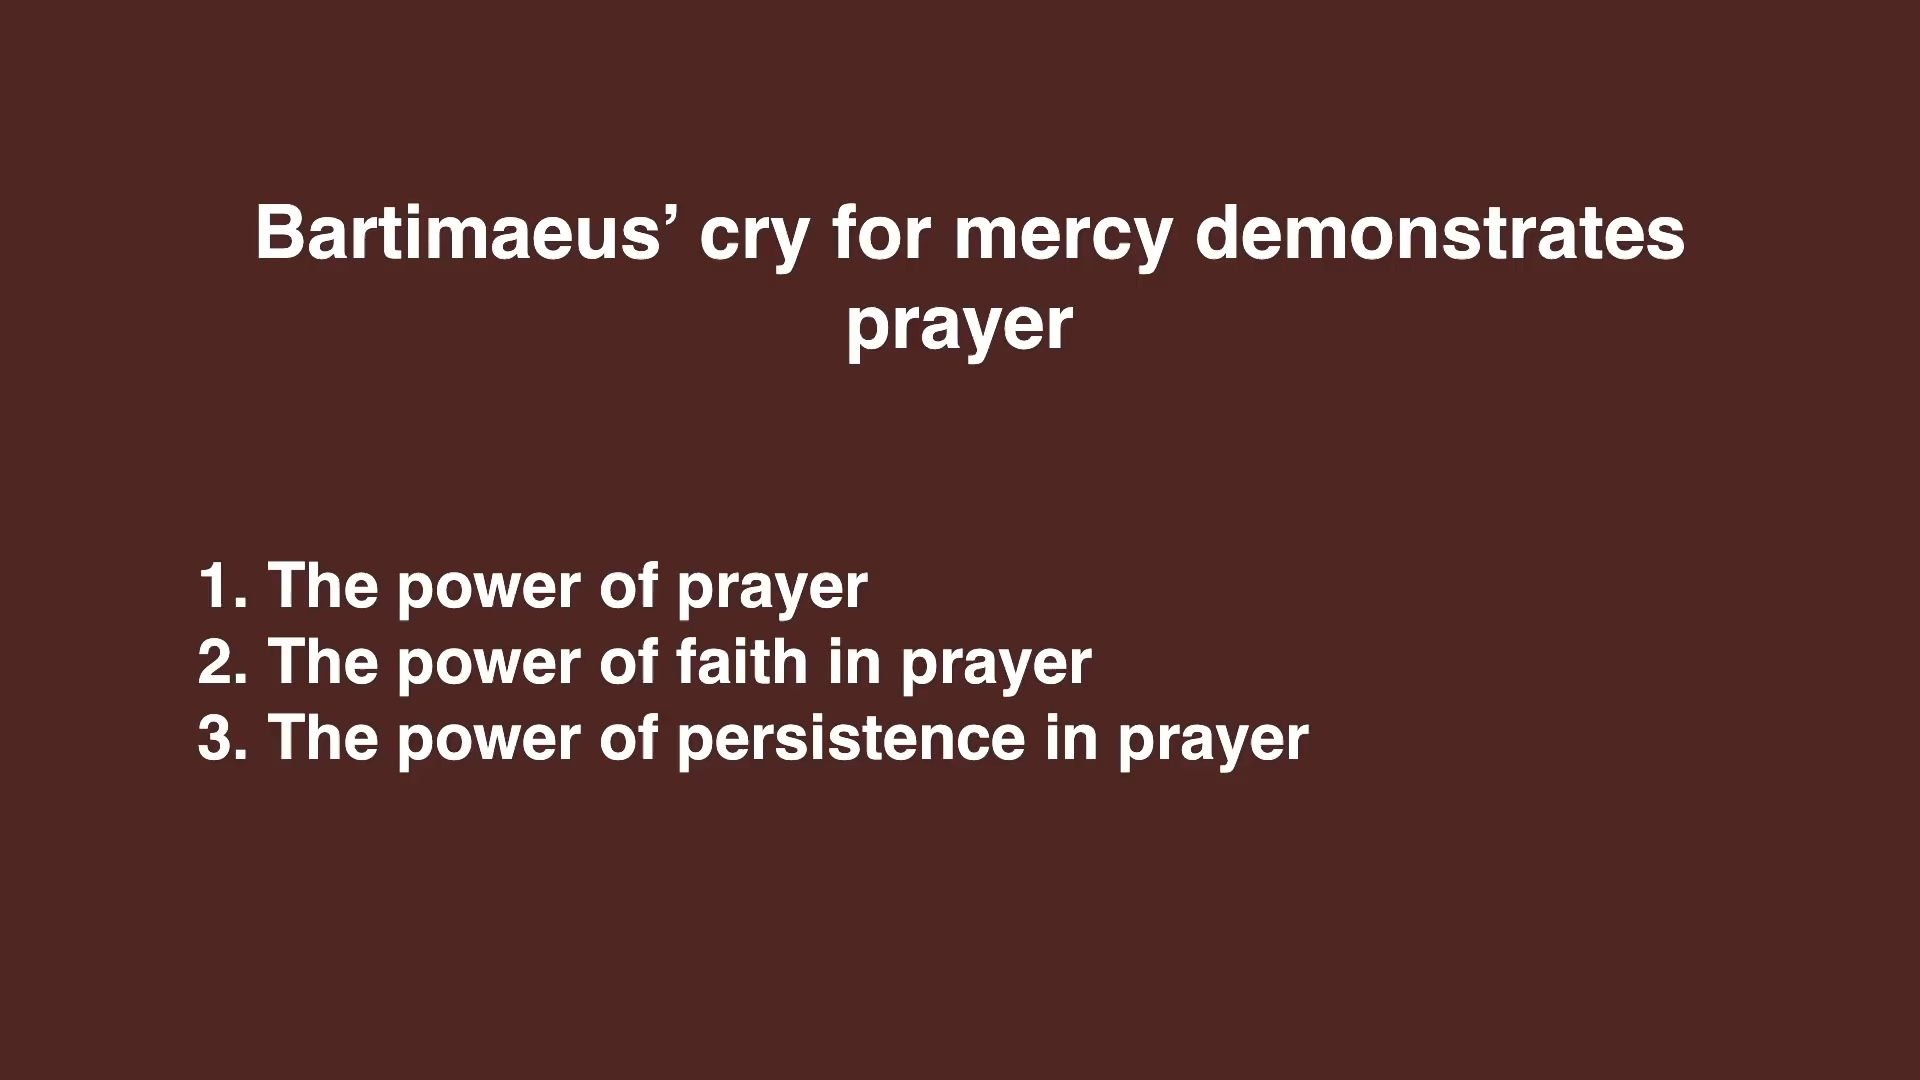 Bartimaeus’ cry for mercy demonstrates
prayer
1. The power of prayer
2. The power of faith in prayer
3. The power of persistence in prayer